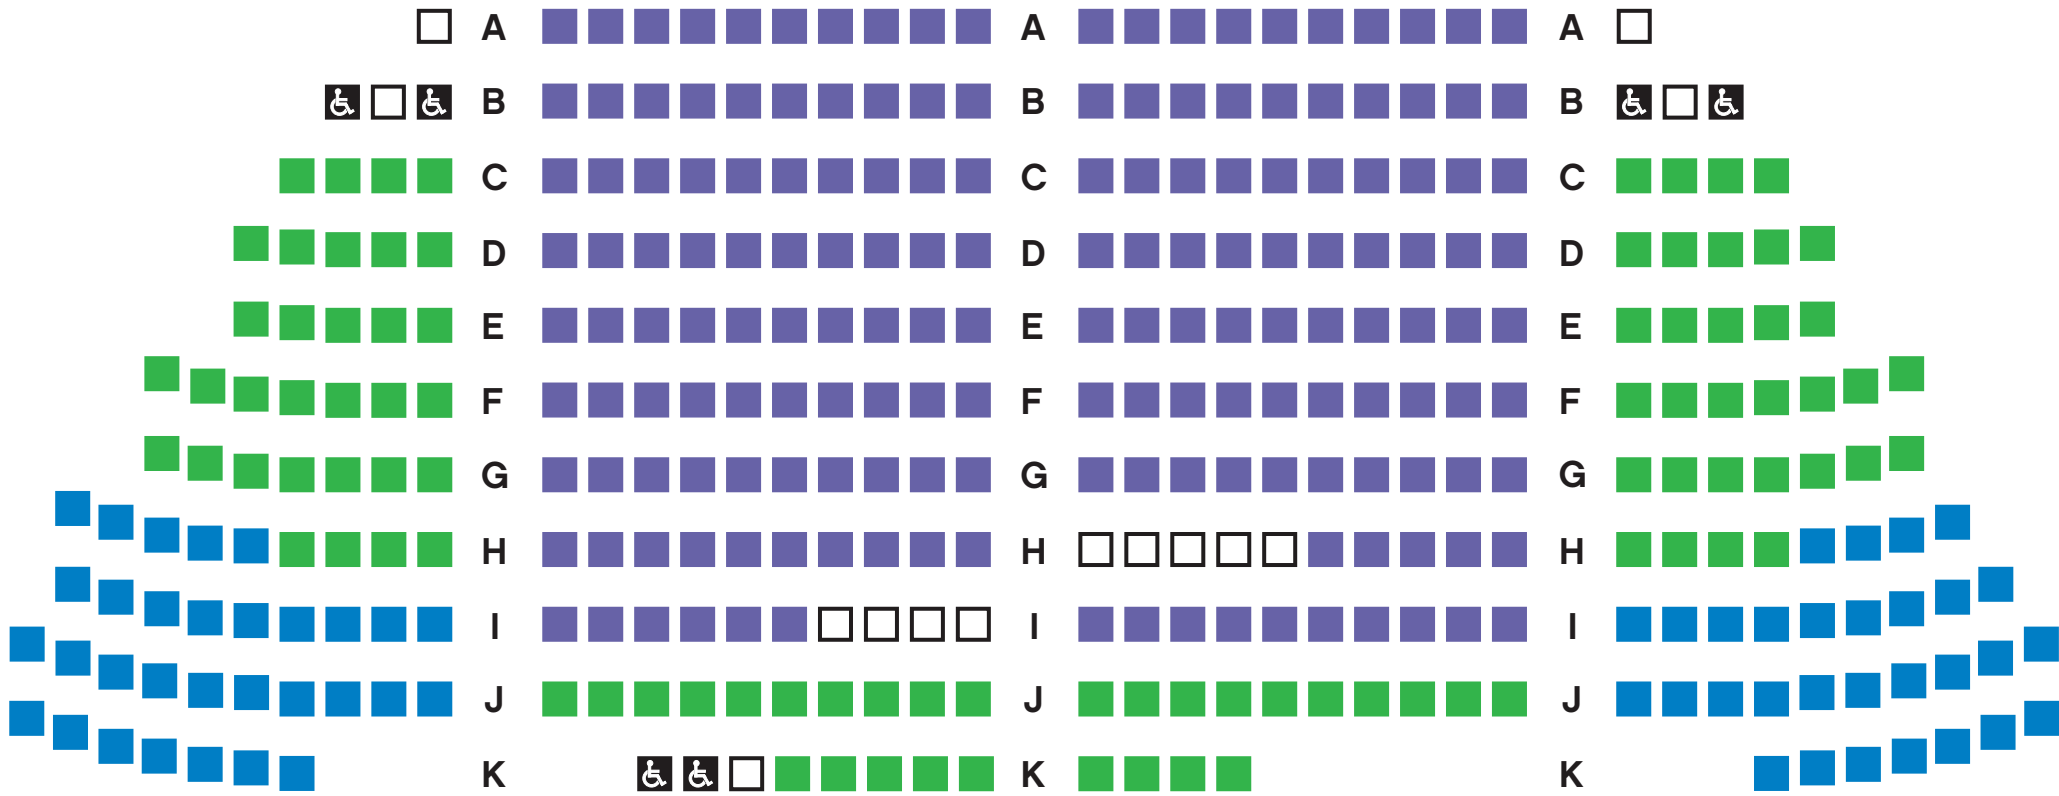 A A A
B B B
C C C
D D D
E E E
F F F
G G G
H H H
I I I
J J J
K K K